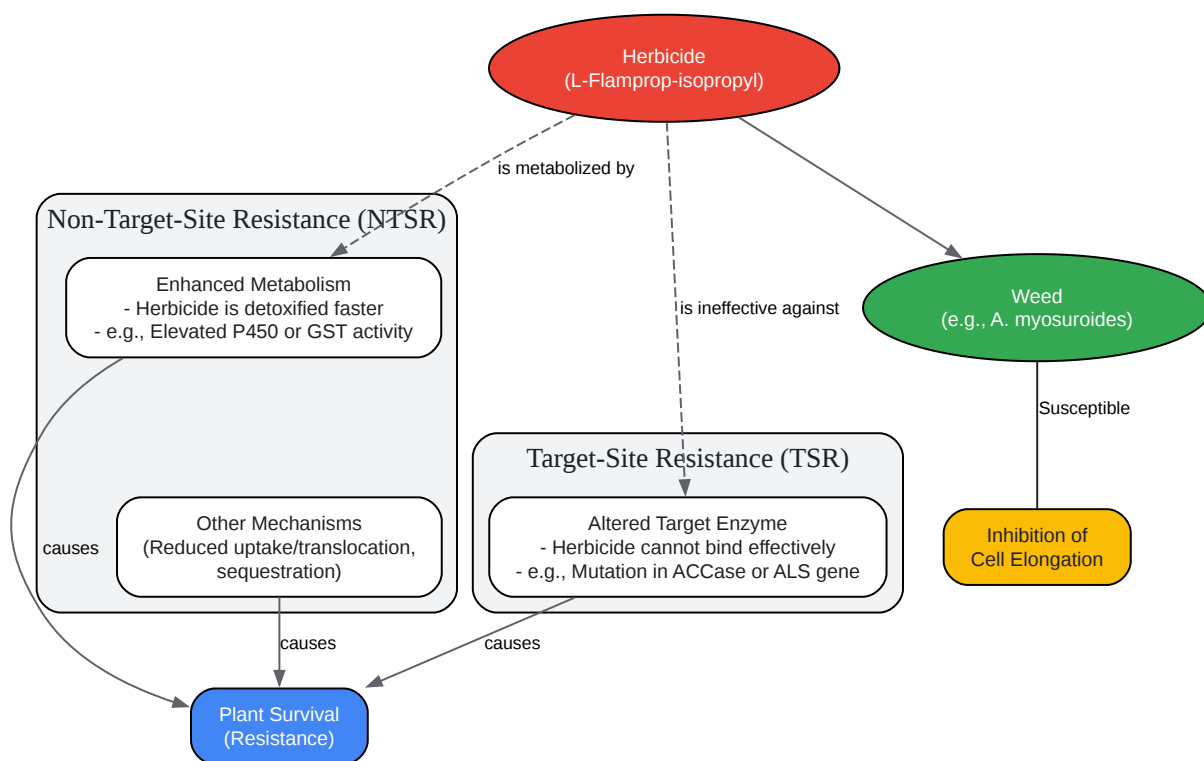 Herbicide
(L-Flamprop-isopropyl)
is metabolized by
Non-Target-Site Resistance (NTSR)
Enhanced Metabolism
- Herbicide is detoxified faster
- e.g., Elevated P450 or GST activity
is ineffective against
Weed
(e.g., A. myosuroides)
Susceptible
Target-Site Resistance (TSR)
Other Mechanisms
(Reduced uptake/translocation,
sequestration)
Altered Target Enzyme
- Herbicide cannot bind effectively
- e.g., Mutation in ACCase or ALS gene
Inhibition of
Cell Elongation
causes
causes
causes
Plant Survival
(Resistance)